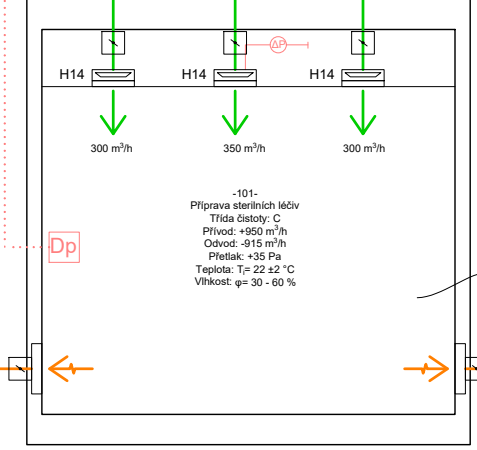 ΔP
H14 H14 H14
300 m³/h 350 m³/h 300 m³/h
-101-
Příprava sterilních léčiv
Třída čistoty: C
Přívod: +950 m³/h
Odvod: -915 m³/h
Přetlak: +35 Pa
Teplota: Tᵢ= 22 ±2 °C
Vlhkost: φ= 30 - 60 %
Dp